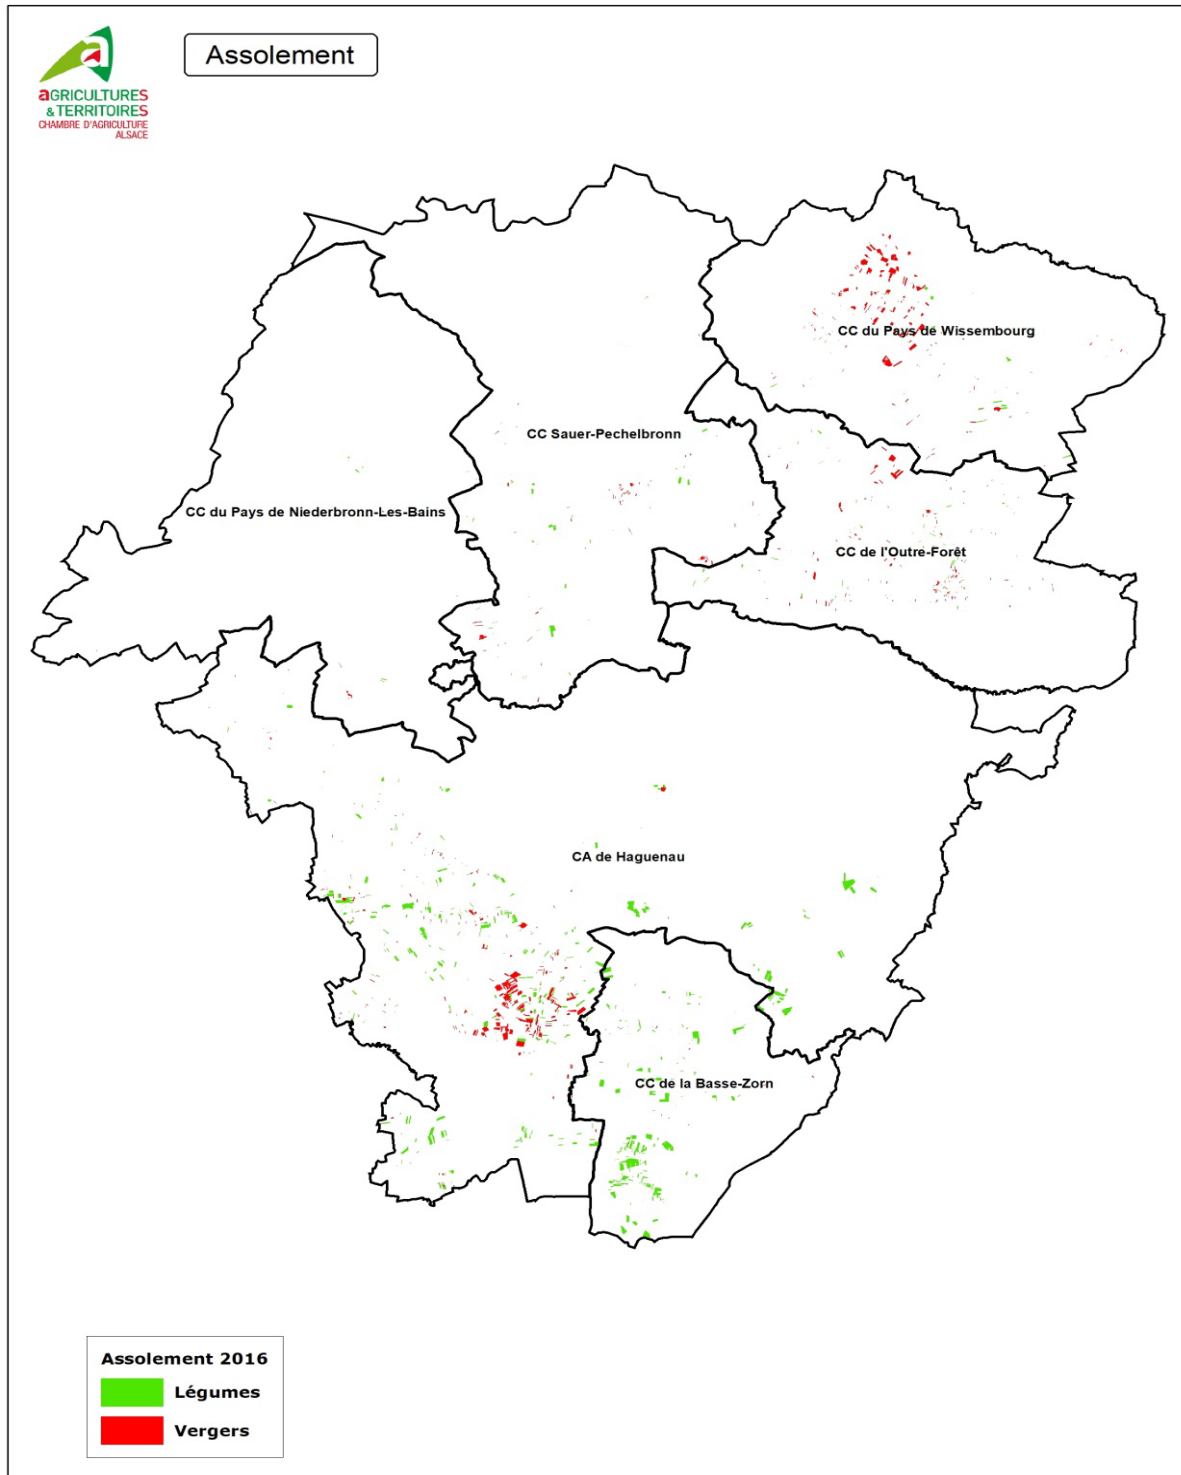 Assolement
aGRICULTURES
& TERRITOIRES
CHAMBRE D'AGRICULTURE
ALSACE
CC du Pays de Wissembourg
CC Sauer-Pechelbronn
CC du Pays de Niederbronn-Les-Bains
CC de l'Outre-Forêt
CA de Haguenau
CC de la Basse-Zorn
Assolement 2016
Légumes
Vergers